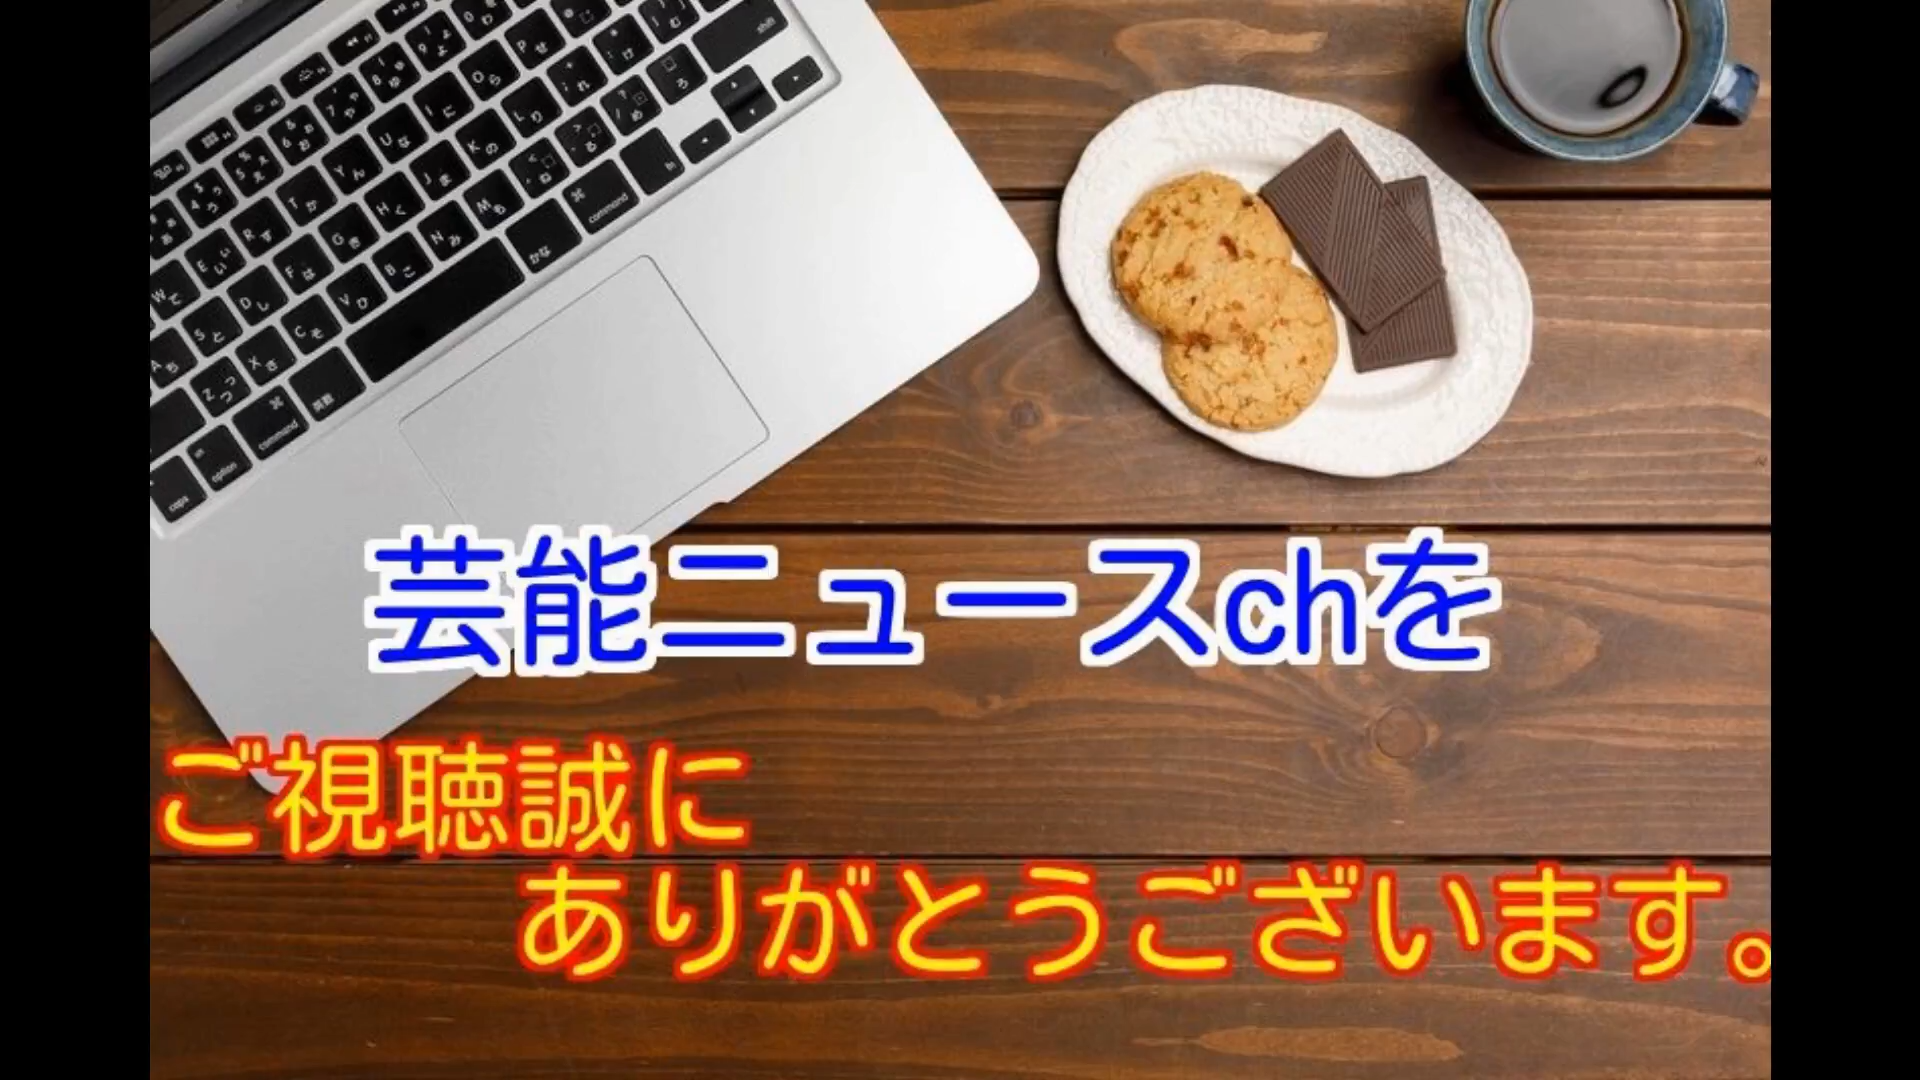 芸能ニュースchを
ご視聴誠に
ありがとうございます。